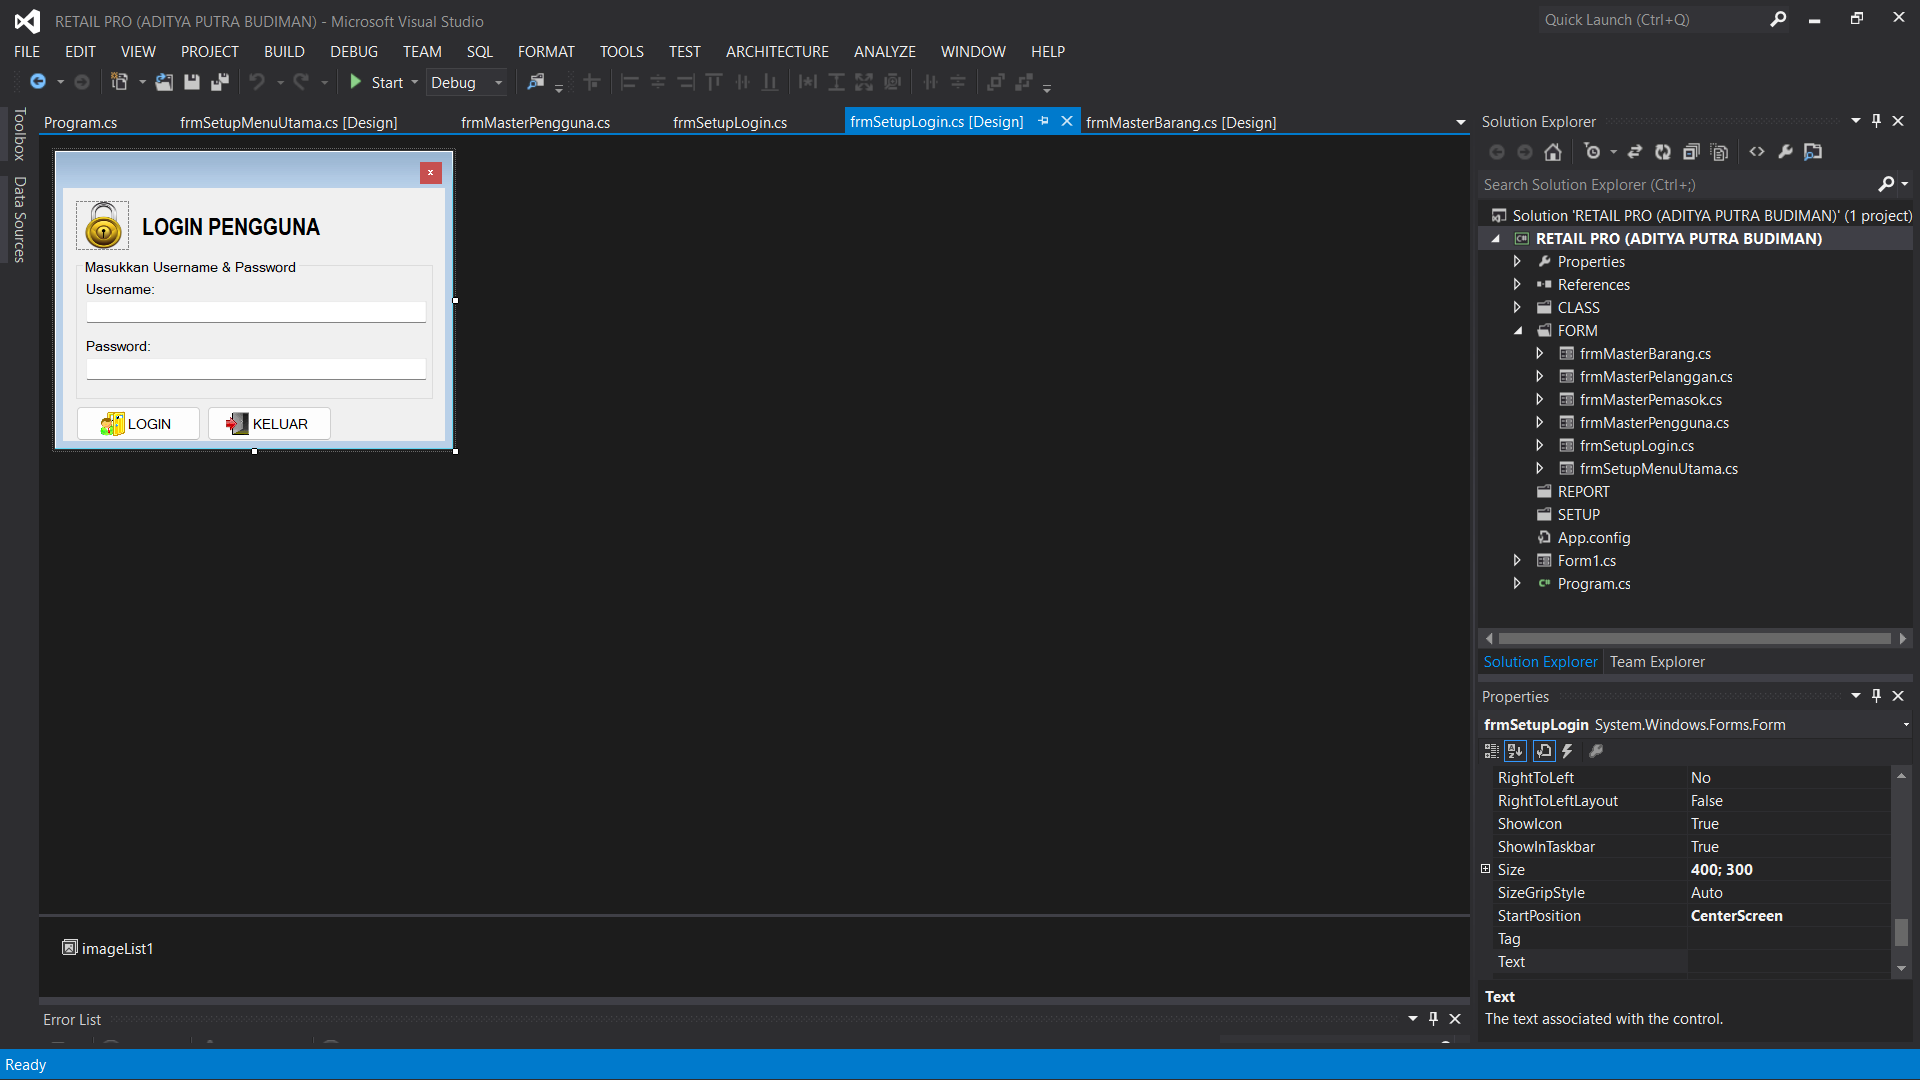 RETAIL PRO (ADITYA PUTRA BUDIMAN) - Microsoft Visual Studio
Quick Launch (Ctrl+Q)
FILE EDIT VIEW PROJECT BUILD DEBUG TEAM SQL FORMAT TOOLS TEST ARCHITECTURE ANALYZE WINDOW HELP
Start Debug
Toolbox
Data Sources
Program.cs frmSetupMenuUtama.cs [Design] frmMasterPengguna.cs frmSetupLogin.cs frmSetupLogin.cs [Design] frmMasterBarang.cs [Design]
LOGIN PENGGUNA
Masukkan Username & Password
Username:
Password:
LOGIN KELUAR
imageList1
Error List
Ready
Solution Explorer
Search Solution Explorer (Ctrl+;)
Solution 'RETAIL PRO (ADITYA PUTRA BUDIMAN)' (1 project)
RETAIL PRO (ADITYA PUTRA BUDIMAN)
Properties
References
CLASS
FORM
frmMasterBarang.cs
frmMasterPelanggan.cs
frmMasterPemasok.cs
frmMasterPengguna.cs
frmSetupLogin.cs
frmSetupMenuUtama.cs
REPORT
SETUP
App.config
Form1.cs
C# Program.cs
Solution Explorer Team Explorer
Properties
frmSetupLogin System.Windows.Forms.Form
RightToLeft No
RightToLeftLayout False
ShowIcon True
ShowInTaskbar True
Size 400; 300
SizeGripStyle Auto
StartPosition CenterScreen
Tag
Text
Text
The text associated with the control.